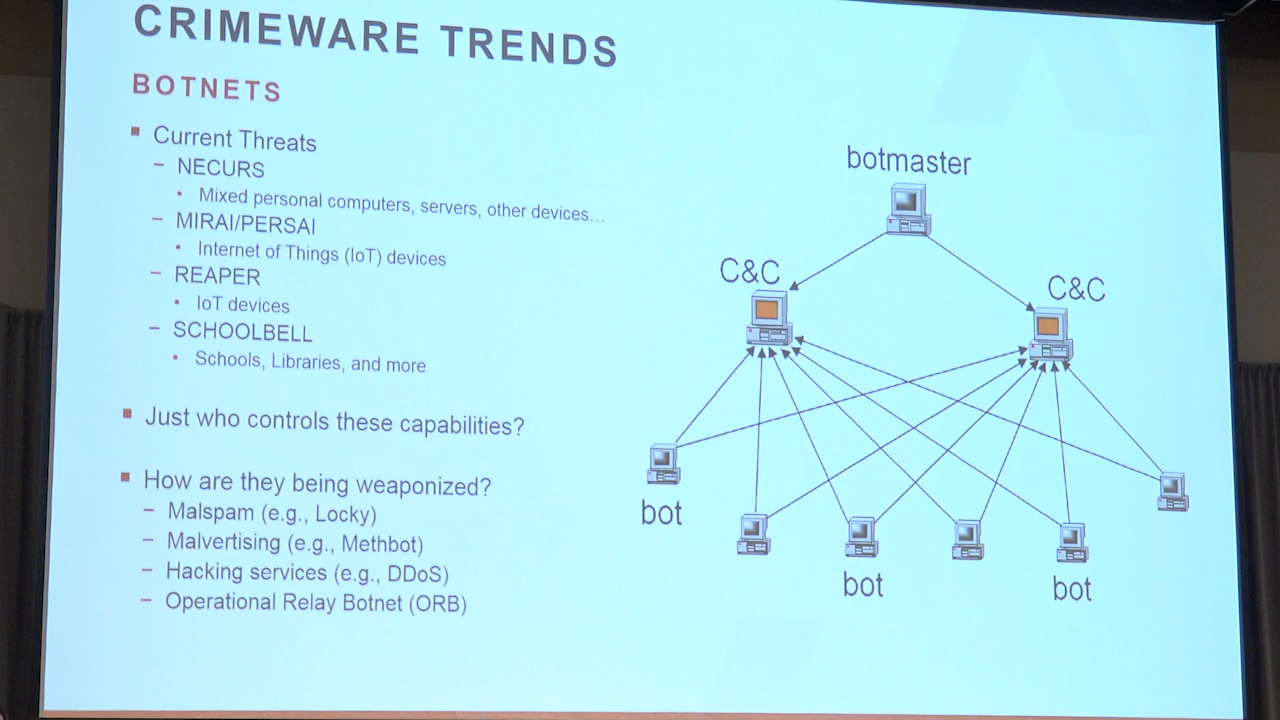 CRIMEWARE TRENDS
BOTNETS
▪ Current Threats
– NECURS
• Mixed personal computers, servers, other devices…
– MIRAI/PERSAI
• Internet of Things (IoT) devices
– REAPER
• IoT devices
– SCHOOLBELL
• Schools, Libraries, and more
▪ Just who controls these capabilities?
▪ How are they being weaponized?
– Malspam (e.g., Locky)
– Malvertising (e.g., Methbot)
– Hacking services (e.g., DDoS)
– Operational Relay Botnet (ORB)
botmaster
C&C
C&C
bot
bot
bot